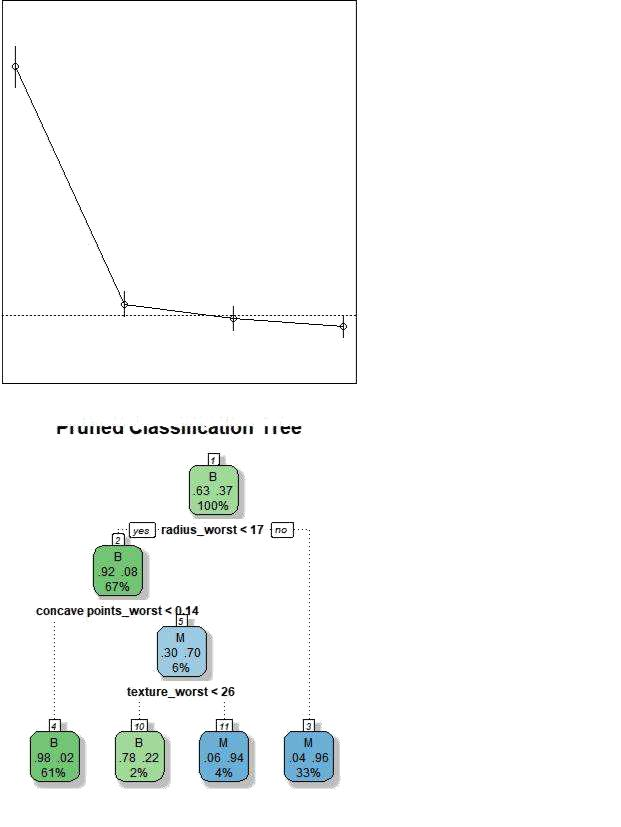 Pruned Classification Tree
1
B
.63 .37
100%
yes radius_worst < 17 no
2
B
.92 .08
67%
concave points_worst < 0.14
5
M
.30 .70
6%
texture_worst < 26
4 10 11 3
B B M M
.98 .02 .78 .22 .06 .94 .04 .96
61% 2% 4% 33%